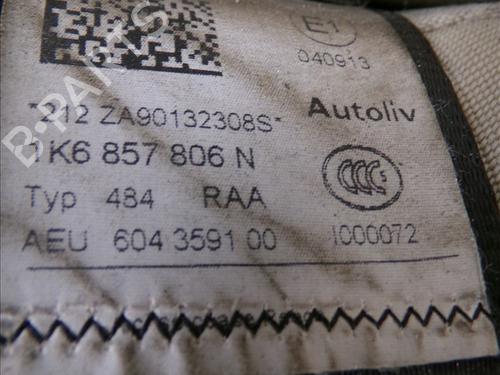 E1
040913
*212 ZA90132308S*
Autoliv
1K6 857 806 N
Typ 484 RAA
CCC S
AEU 604 3591 00
I000072
B-PARTS